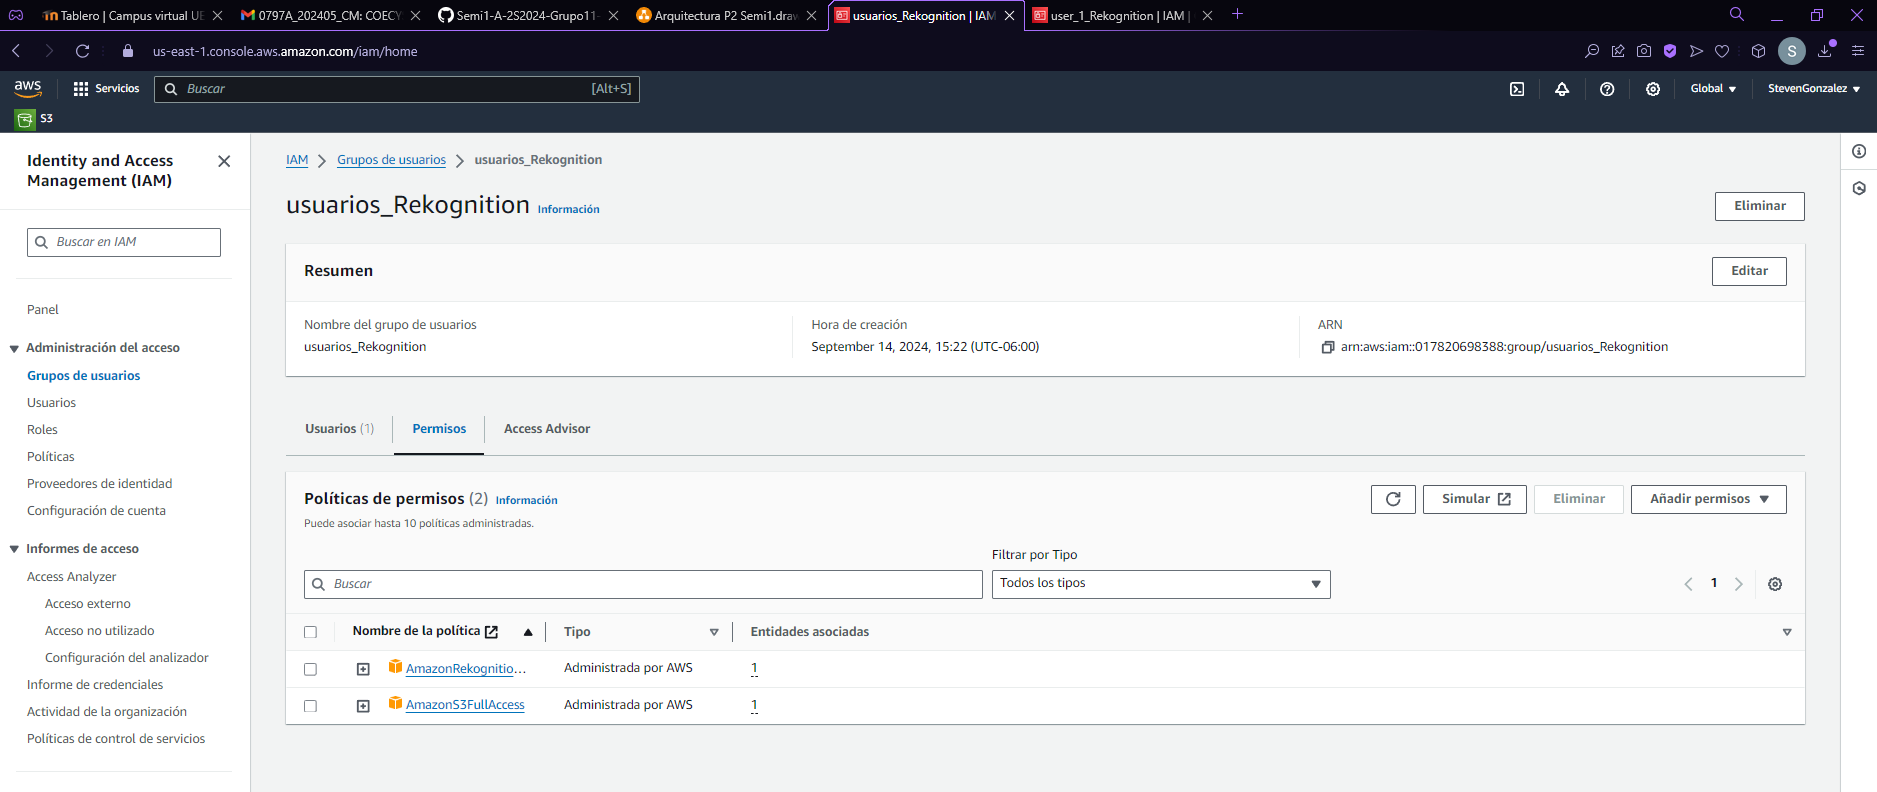 Tablero | Campus virtual UE
0797A_202405_CM: COECY
Semi1-A-2S2024-Grupo11-
Arquitectura P2 Semi1.draw
usuarios_Rekognition | IAM
user_1_Rekognition | IAM |
us-east-1.console.aws.amazon.com/iam/home
S
aws
Servicios
Buscar
[Alt+S]
Global
StevenGonzalez
S3
Identity and Access
Management (IAM)
Buscar en IAM
Panel
Administración del acceso
Grupos de usuarios
Usuarios
Roles
Políticas
Proveedores de identidad
Configuración de cuenta
Informes de acceso
Access Analyzer
Acceso externo
Acceso no utilizado
Configuración del analizador
Informe de credenciales
Actividad de la organización
Políticas de control de servicios
IAM > Grupos de usuarios > usuarios_Rekognition
usuarios_Rekognition Información
Eliminar
Resumen
Editar
Nombre del grupo de usuarios
usuarios_Rekognition
Hora de creación
September 14, 2024, 15:22 (UTC-06:00)
ARN
arn:aws:iam::017820698388:group/usuarios_Rekognition
Usuarios (1)
Permisos
Access Advisor
Políticas de permisos (2) Información
Puede asociar hasta 10 políticas administradas.
Simular
Eliminar
Añadir permisos
Filtrar por Tipo
Buscar
Todos los tipos
1
Nombre de la política Tipo Entidades asociadas
AmazonRekognitio... Administrada por AWS 1
AmazonS3FullAccess Administrada por AWS 1